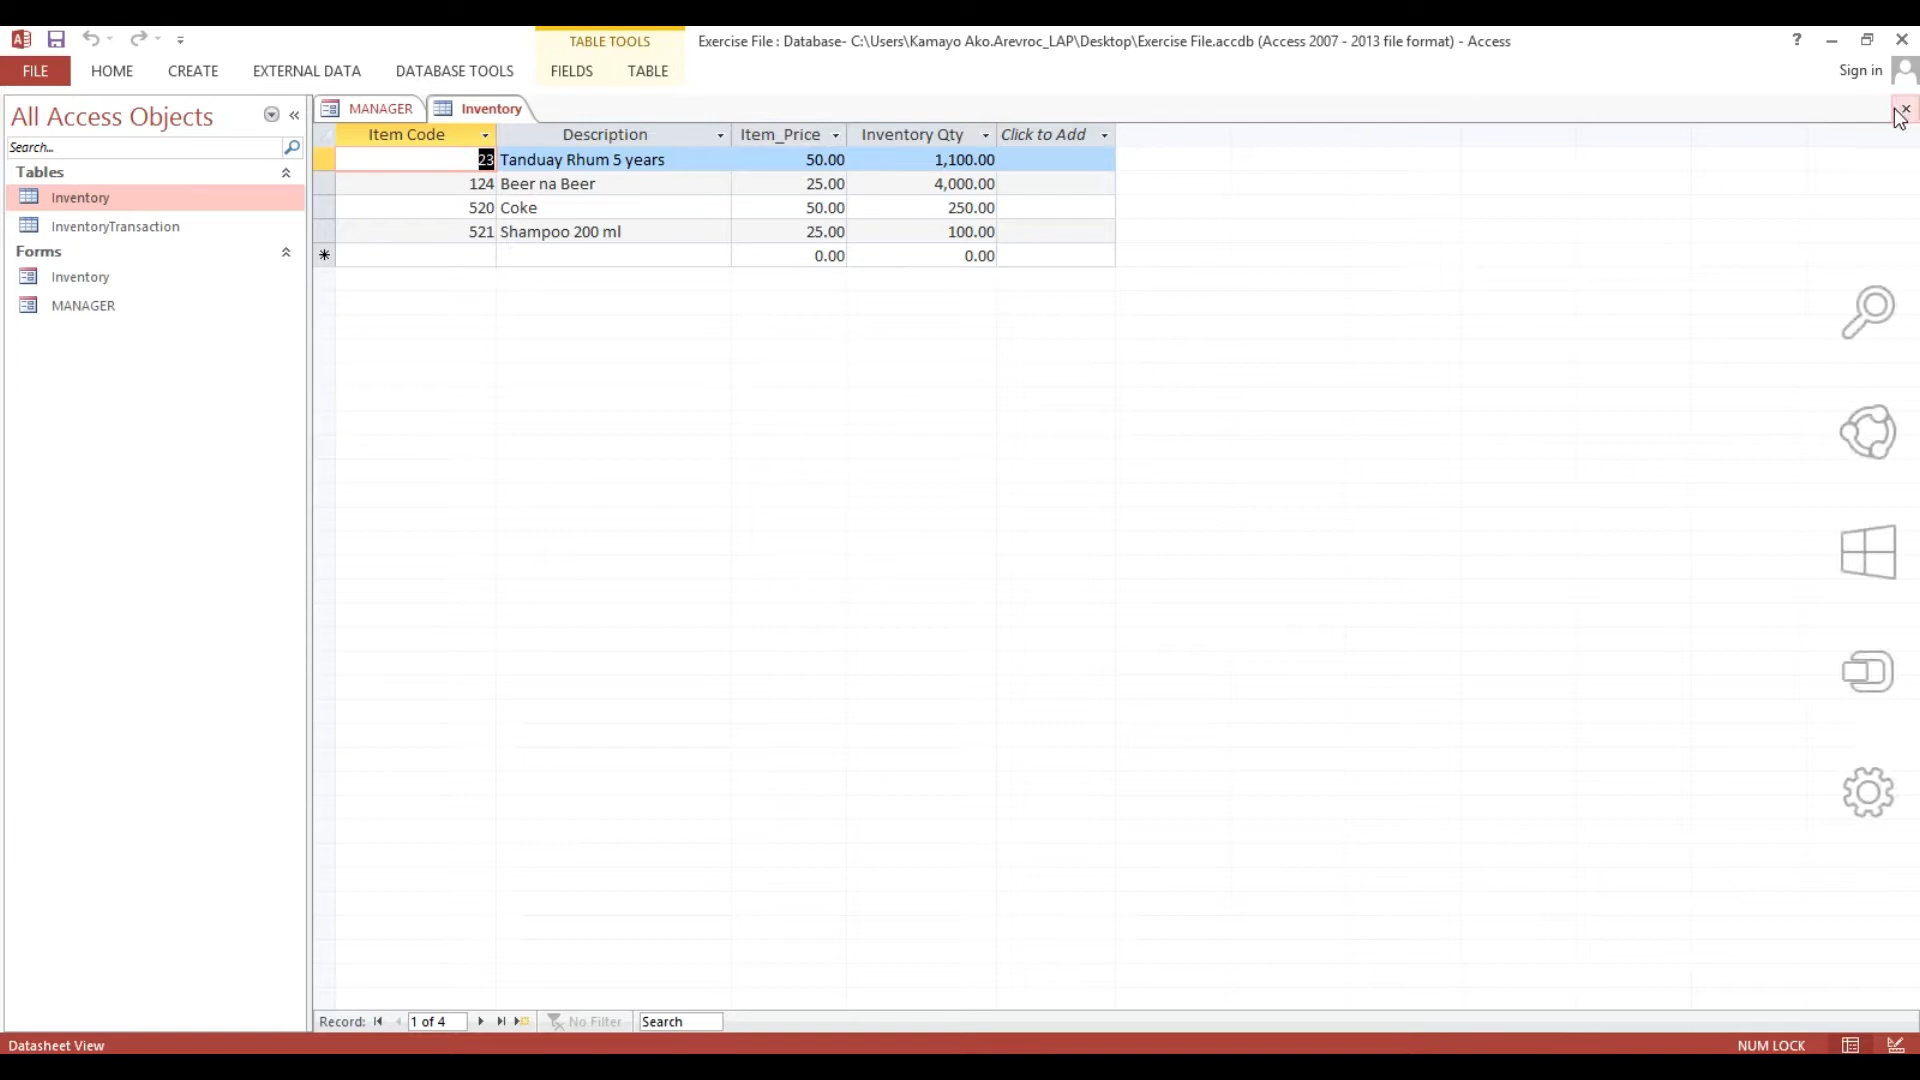 TABLE TOOLS
Exercise File : Database- C:\Users\Kamayo Ako.Arevroc_LAP\Desktop\Exercise File.accdb (Access 2007 - 2013 file format) - Access
?
FILE HOME CREATE EXTERNAL DATA DATABASE TOOLS FIELDS TABLE Sign in
All Access Objects
Search...
Tables
Inventory
InventoryTransaction
Forms
Inventory
MANAGER
MANAGER Inventory
Item Code Description Item_Price Inventory Qty Click to Add
23 Tanduay Rhum 5 years 50.00 1,100.00
124 Beer na Beer 25.00 4,000.00
520 Coke 50.00 250.00
521 Shampoo 200 ml 25.00 100.00
* 0.00 0.00
Record: 1 of 4 No Filter Search
Datasheet View NUM LOCK